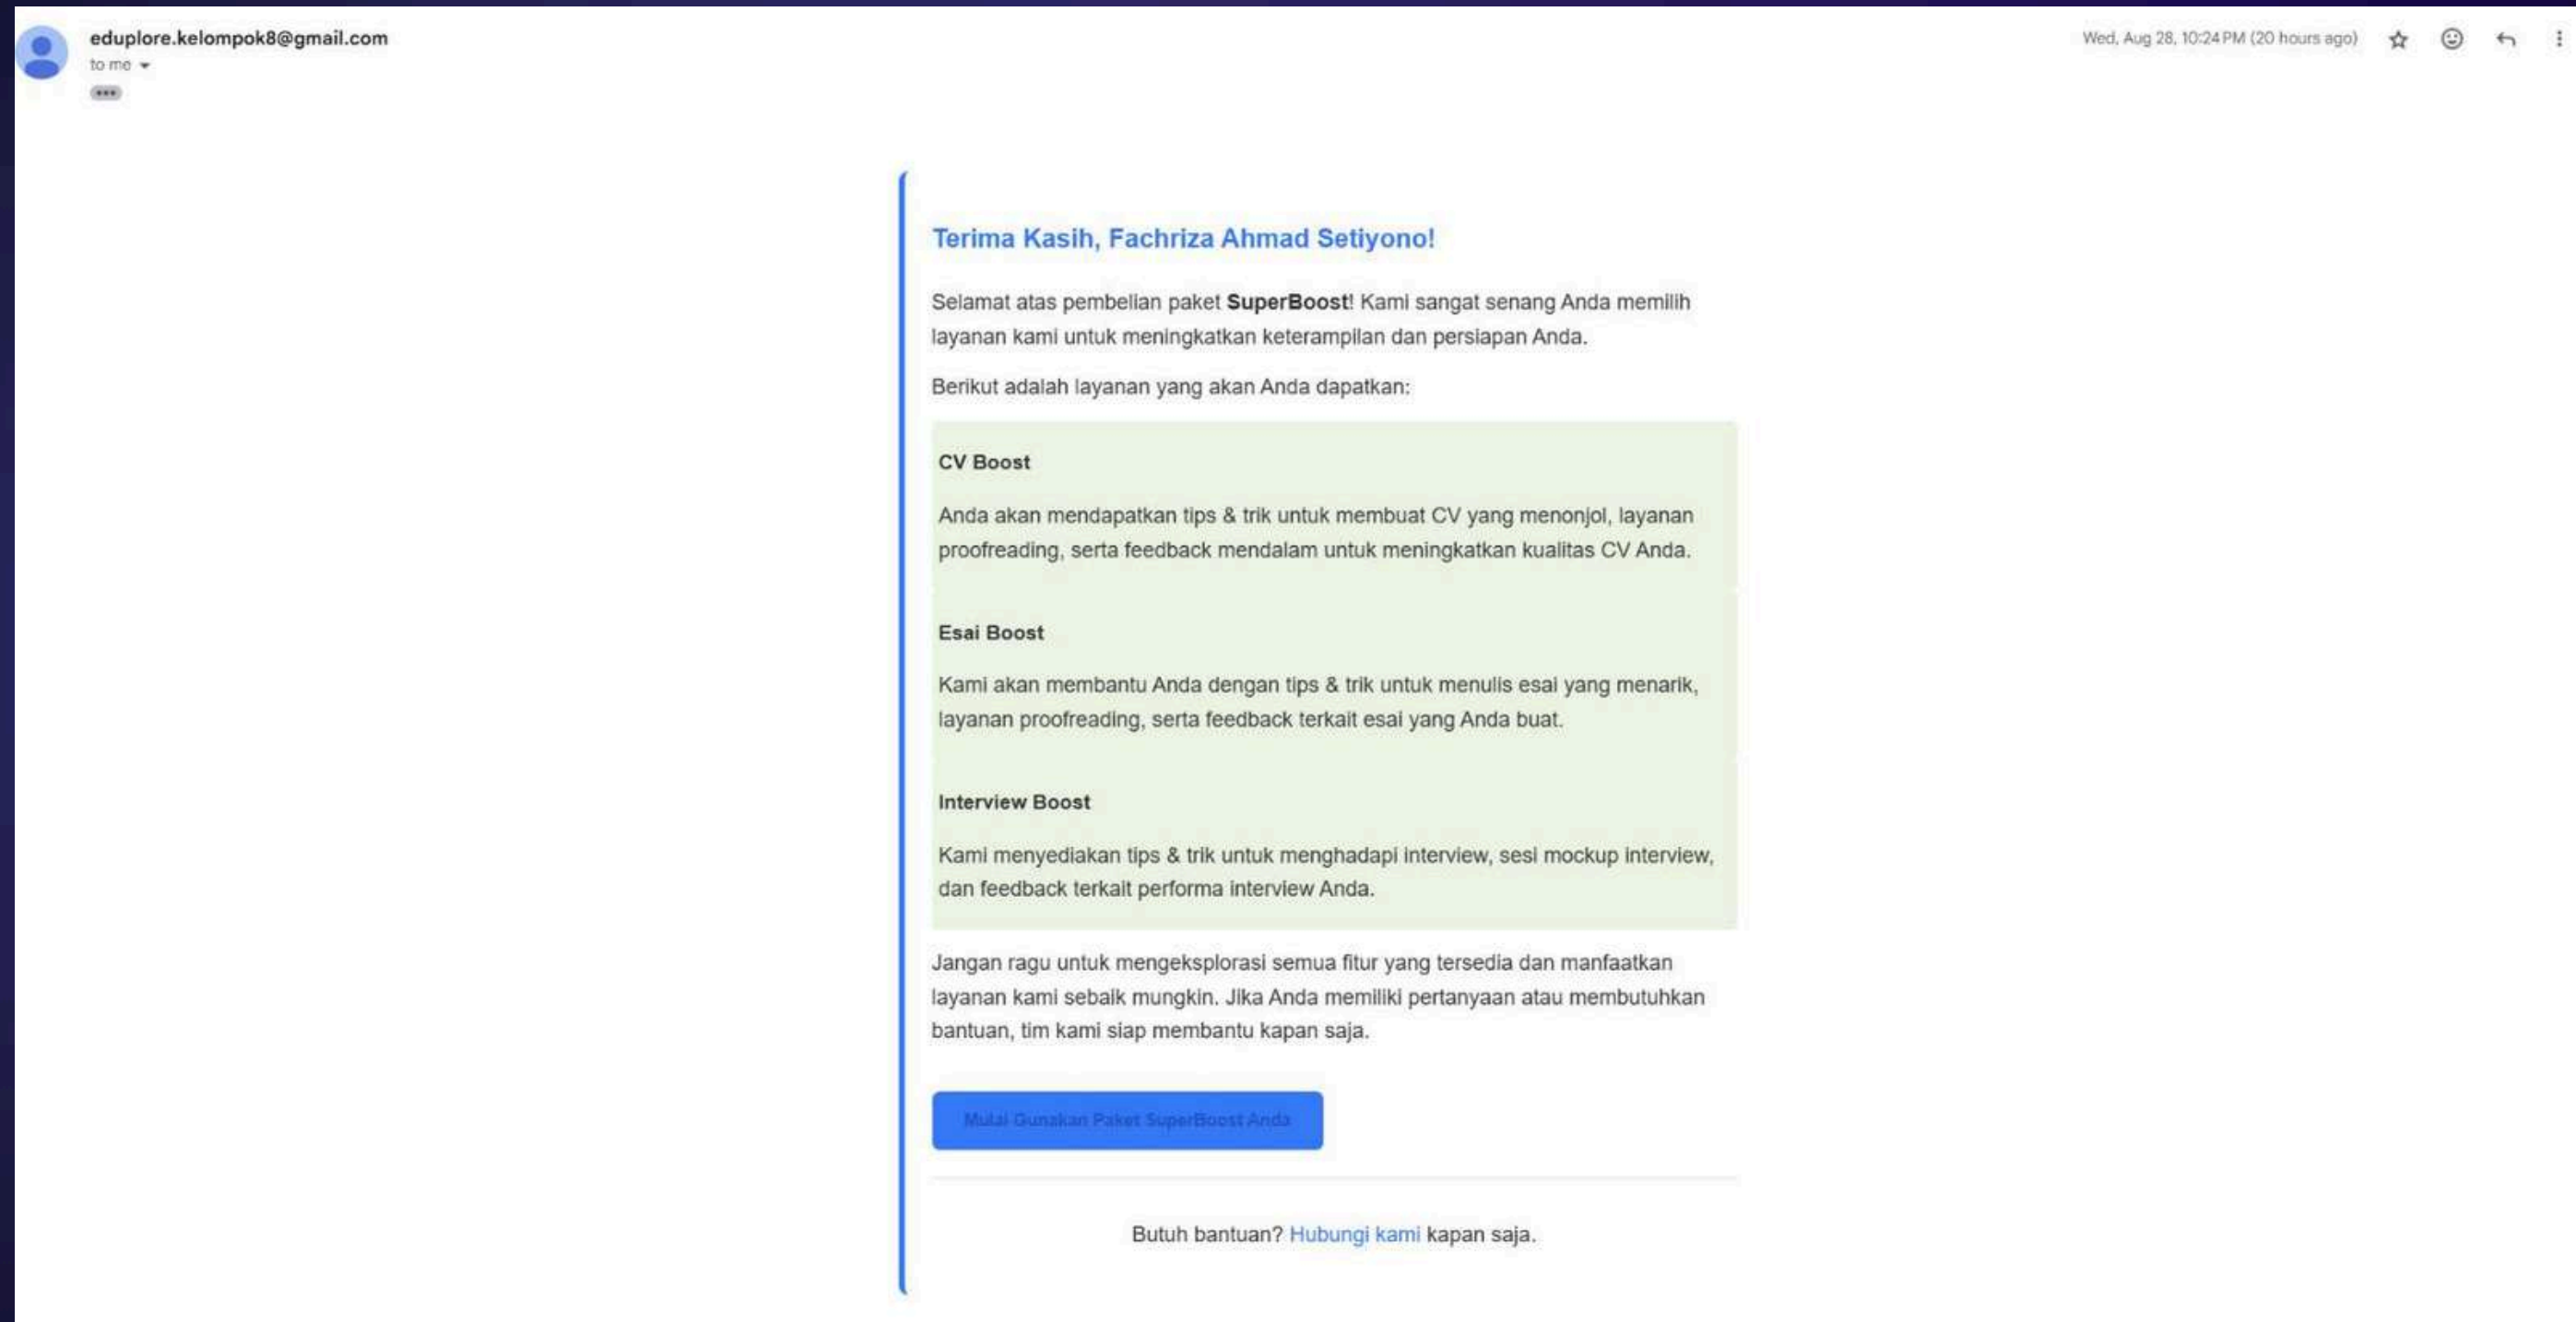 eduplore.kelompok8@gmail.com
Wed, Aug 28, 10:24 PM (20 hours ago)
to me
Terima Kasih, Fachriza Ahmad Setiyono!
Selamat atas pembelian paket SuperBoost! Kami sangat senang Anda memilih
layanan kami untuk meningkatkan keterampilan dan persiapan Anda.
Berikut adalah layanan yang akan Anda dapatkan:
CV Boost
Anda akan mendapatkan tips & trik untuk membuat CV yang menonjol, layanan
proofreading, serta feedback mendalam untuk meningkatkan kualitas CV Anda.
Esai Boost
Kami akan membantu Anda dengan tips & trik untuk menulis esai yang menarik,
layanan proofreading, serta feedback terkait esai yang Anda buat.
Interview Boost
Kami menyediakan tips & trik untuk menghadapi interview, sesi mockup interview,
dan feedback terkait performa interview Anda.
Jangan ragu untuk mengeksplorasi semua fitur yang tersedia dan manfaatkan
layanan kami sebaik mungkin. Jika Anda memiliki pertanyaan atau membutuhkan
bantuan, tim kami siap membantu kapan saja.
Mulai Gunakan Paket SuperBoost Anda
Butuh bantuan? Hubungi kami kapan saja.